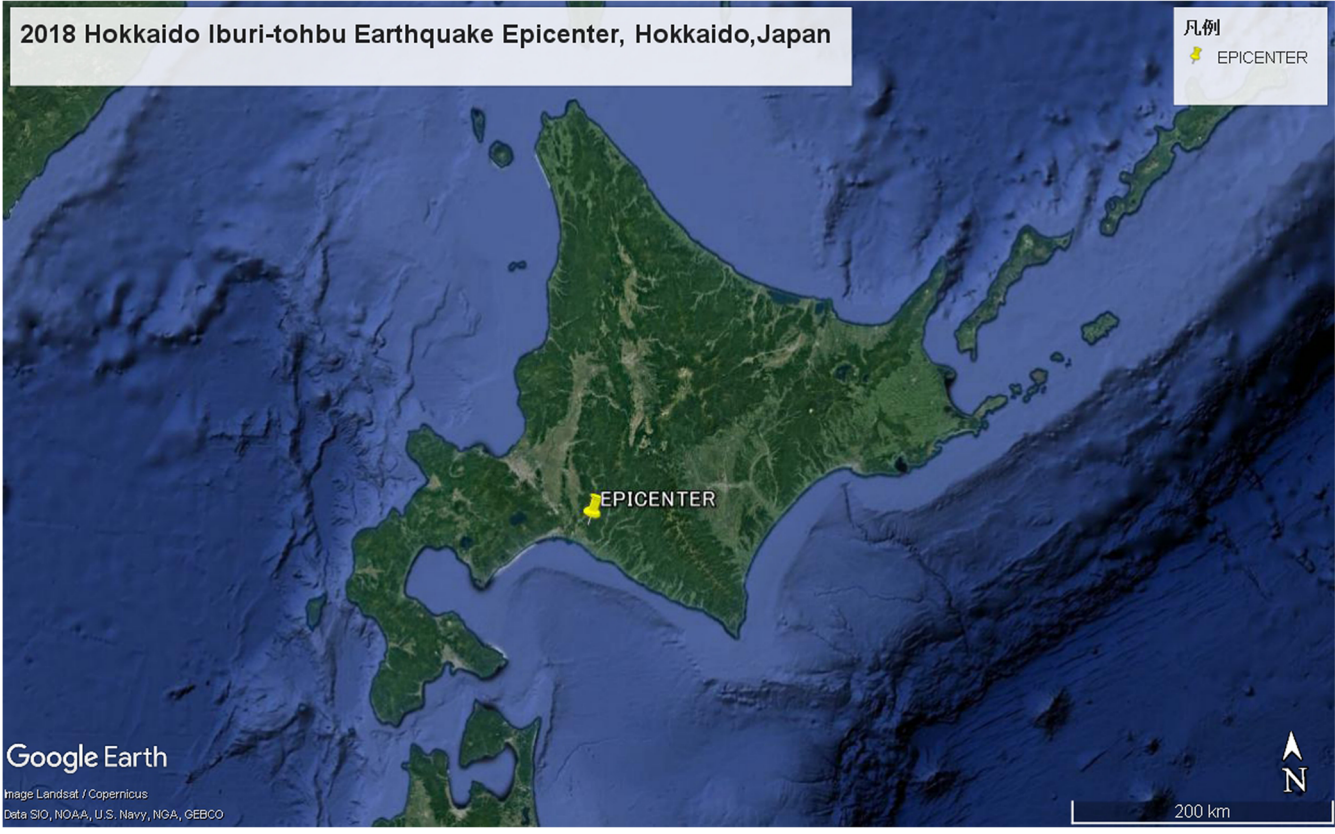 2018 Hokkaido Iburi-tohbu Earthquake Epicenter, Hokkaido,Japan
凡例
EPICENTER
EPICENTER
Google Earth
Image Landsat / Copernicus
Data SIO, NOAA, U.S. Navy, NGA, GEBCO
N
200 km